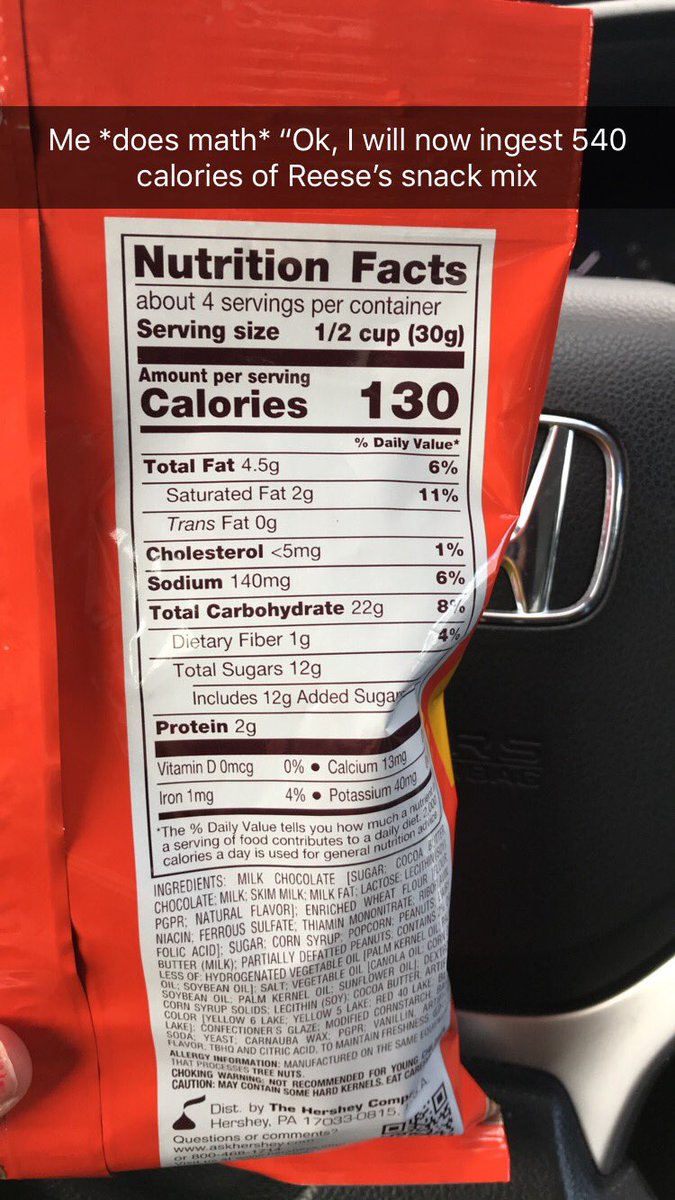 Me *does math* “Ok, I will now ingest 540
calories of Reese’s snack mix
Nutrition Facts
about 4 servings per container
Serving size 1/2 cup (30g)
Amount per serving
Calories 130
% Daily Value*
Total Fat 4.5g 6%
Saturated Fat 2g 11%
Trans Fat 0g
Cholesterol <5mg 1%
Sodium 140mg 6%
Total Carbohydrate 22g 8%
Dietary Fiber 1g 4%
Total Sugars 12g
Includes 12g Added
Protein 2g
Vitamin D 0mcg 0% • Calcium 13mg
Iron 1mg 4% • Potassium 40mg
*The % Daily Value tells you how much a
a serving of food contributes to a daily diet.
calories a day is used for general nutrition
INGREDIENTS: MILK CHOCOLATE [SUGAR; COCOA
CHOCOLATE; MILK; SKIM MILK; MILK FAT; LACTOSE; LECITHIN
PGPR; NATURAL FLAVOR]; ENRICHED WHEAT FLOUR
NIACIN; FERROUS SULFATE; THIAMIN MONONITRATE;
FOLIC ACID]; SUGAR; CORN SYRUP; POPCORN; PEANUTS
BUTTER (MILK); PARTIALLY DEFATTED PEANUTS; CONTAINS
LESS OF: HYDROGENATED VEGETABLE OIL [PALM KERNEL OIL
OIL; SOYBEAN OIL]; SALT; VEGETABLE OIL [CANOLA OIL;
SOYBEAN OIL; PALM KERNEL OIL; SUNFLOWER OIL];
CORN SYRUP SOLIDS; LECITHIN (SOY); COCOA BUTTER;
COLOR [YELLOW 6 LAKE; YELLOW 5 LAKE; RED 40 LAKE
LAKE]; CONFECTIONER'S GLAZE; MODIFIED CORNSTARCH;
SODA; YEAST; CARNAUBA WAX; PGPR; VANILLIN,
FLAVOR; TBHQ AND CITRIC ACID, TO MAINTAIN FRESHNESS
ALLERGY INFORMATION: MANUFACTURED ON THE SAME
THAT PROCESSES TREE NUTS.
CHOKING WARNING: NOT RECOMMENDED FOR YOUNG
CAUTION: MAY CONTAIN SOME HARD KERNELS. EAT
Dist. by The Hershey
Hershey, PA 17033-0815.
Questions or comments?